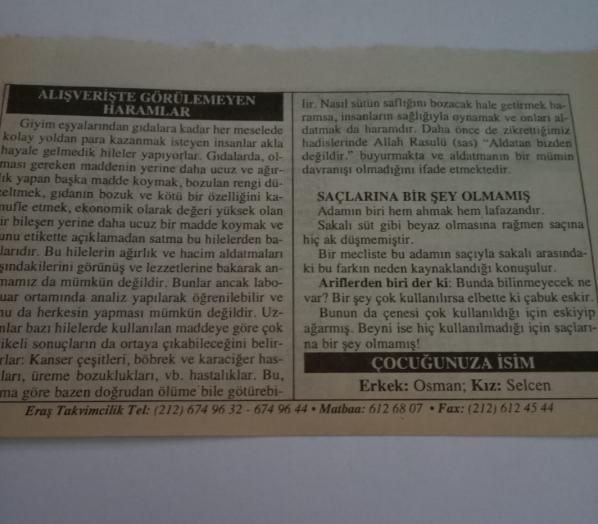 ALIŞVERİŞTE GÖRÜLEMEYEN
HARAMLAR
Giyim eşyalarından gıdalara kadar her meselede
kolay yoldan para kazanmak isteyen insanlar akla
hayale gelmedik hileler yapıyorlar. Gıdalarda, ol-
ması gereken maddenin yerine daha ucuz ve ağır-
lık yapan başka madde koymak, bozulan rengi dü-
zeltmek, gıdanın bozuk ve kötü bir özelliğini ka-
mufle etmek, ekonomik olarak değeri yüksek olan
ir bileşen yerine daha ucuz bir madde koymak ve
unu etikette açıklamadan satma bu hilelerden ba-
larıdır. Bu hilelerin ağırlık ve hacim aldatmaları
şındakilerini görünüş ve lezzetlerine bakarak an-
mamız da mümkün değildir. Bunlar ancak labo-
uar ortamında analiz yapılarak öğrenilebilir ve
nu da herkesin yapması mümkün değildir. Uz-
nlar bazı hilelerde kullanılan maddeye göre çok
ikeli sonuçların da ortaya çıkabileceğini belir-
rlar: Kanser çeşitleri, böbrek ve karaciğer has-
ları, üreme bozuklukları, vb. hastalıklar. Bu,
ma göre bazen doğrudan ölüme bile götürebi-
lir. Nasıl sütün saflığını bozacak hale getirmek ha-
ramsa, insanların sağlığıyla oynamak ve onları al-
datmak da haramdır. Daha önce de zikrettiğimiz
hadislerinde Allah Rasulü (sas) "Aldatan bizden
değildir." buyurmakta ve aldatmanın bir mümin
davranışı olmadığını ifade etmektedir.
SAÇLARINA BİR ŞEY OLMAMIŞ
Adamın biri hem ahmak hem lafazandır.
Sakalı süt gibi beyaz olmasına rağmen saçına
hiç ak düşmemiştir.
Bir mecliste bu adamın saçıyla sakalı arasında-
ki bu farkın neden kaynaklandığı konuşulur.
Ariflerden biri der ki: Bunda bilinmeyecek ne
var? Bir şey çok kullanılırsa elbette ki çabuk eskir.
Bunun da çenesi çok kullanıldığı için eskiyip
ağarmış. Beyni ise hiç kullanılmadığı için saçları-
na bir şey olmamış!
ÇOCUĞUNUZA İSİM
Erkek: Osman; Kız: Selcen
Eraş Takvimcilik Tel: (212) 674 96 32 - 674 96 44 • Matbaa: 612 68 07 • Fax: (212) 612 45 44